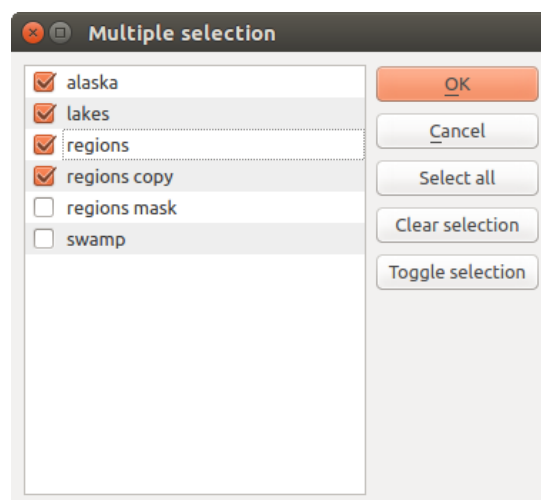 Multiple selection
alaska
lakes
regions
regions copy
regions mask
swamp
OK
Cancel
Select all
Clear selection
Toggle selection